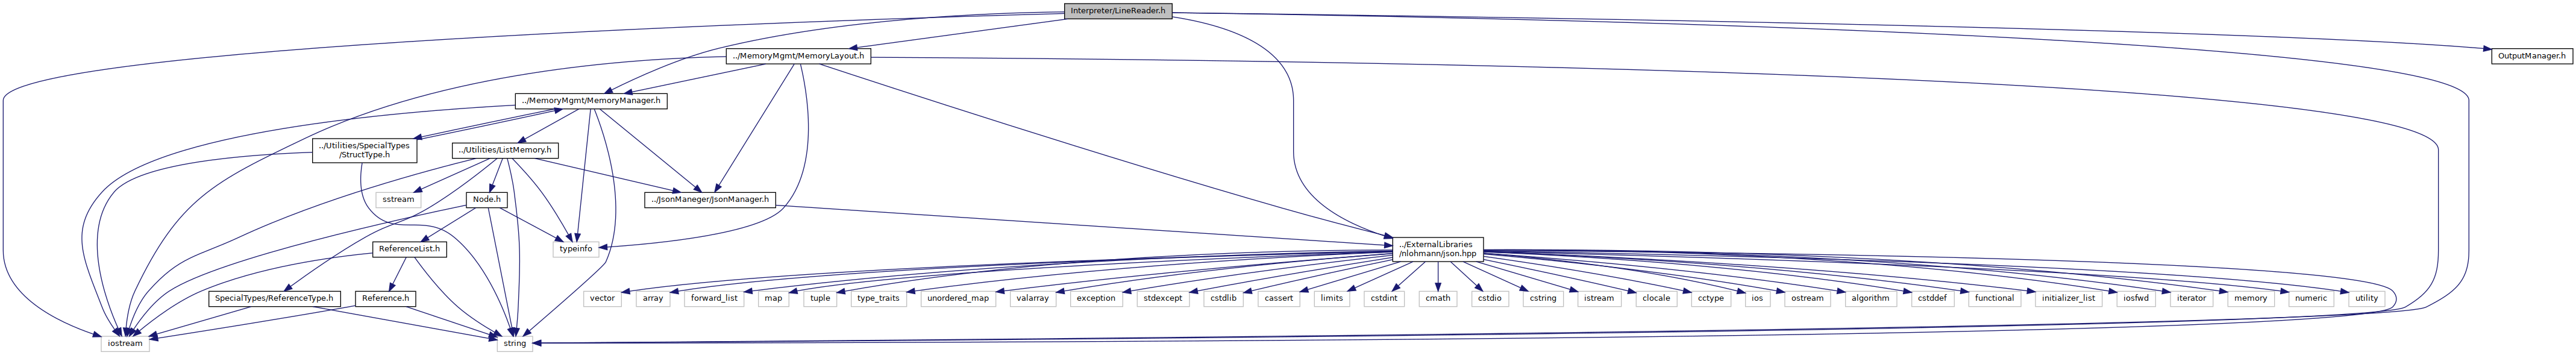 Interpreter/LineReader.h
../MemoryMgmt/MemoryLayout.h
OutputManager.h
../MemoryMgmt/MemoryManager.h
../Utilities/SpecialTypes
/StructType.h
../Utilities/ListMemory.h
sstream
Node.h
../JsonManeger/JsonManager.h
ReferenceList.h
typeinfo
../ExternalLibraries
/nlohmann/json.hpp
SpecialTypes/ReferenceType.h
Reference.h
vector
array
forward_list
map
tuple
type_traits
unordered_map
valarray
exception
stdexcept
cstdlib
cassert
limits
cstdint
cmath
cstdio
cstring
istream
clocale
cctype
ios
ostream
algorithm
cstddef
functional
initializer_list
iosfwd
iterator
memory
numeric
utility
iostream
string